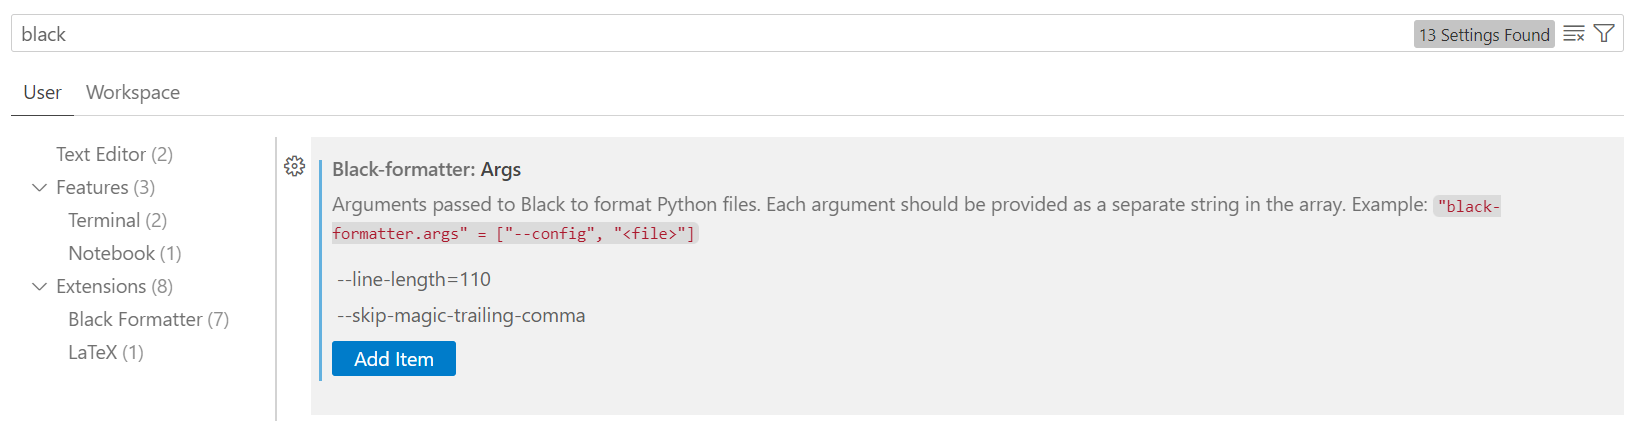 black
13 Settings Found
User Workspace
Text Editor (2)
Features (3)
Terminal (2)
Notebook (1)
Extensions (8)
Black Formatter (7)
LaTeX (1)
Black-formatter: Args
Arguments passed to Black to format Python files. Each argument should be provided as a separate string in the array. Example: "black-
formatter.args" = ["--config", "<file>"]
--line-length=110
--skip-magic-trailing-comma
Add Item